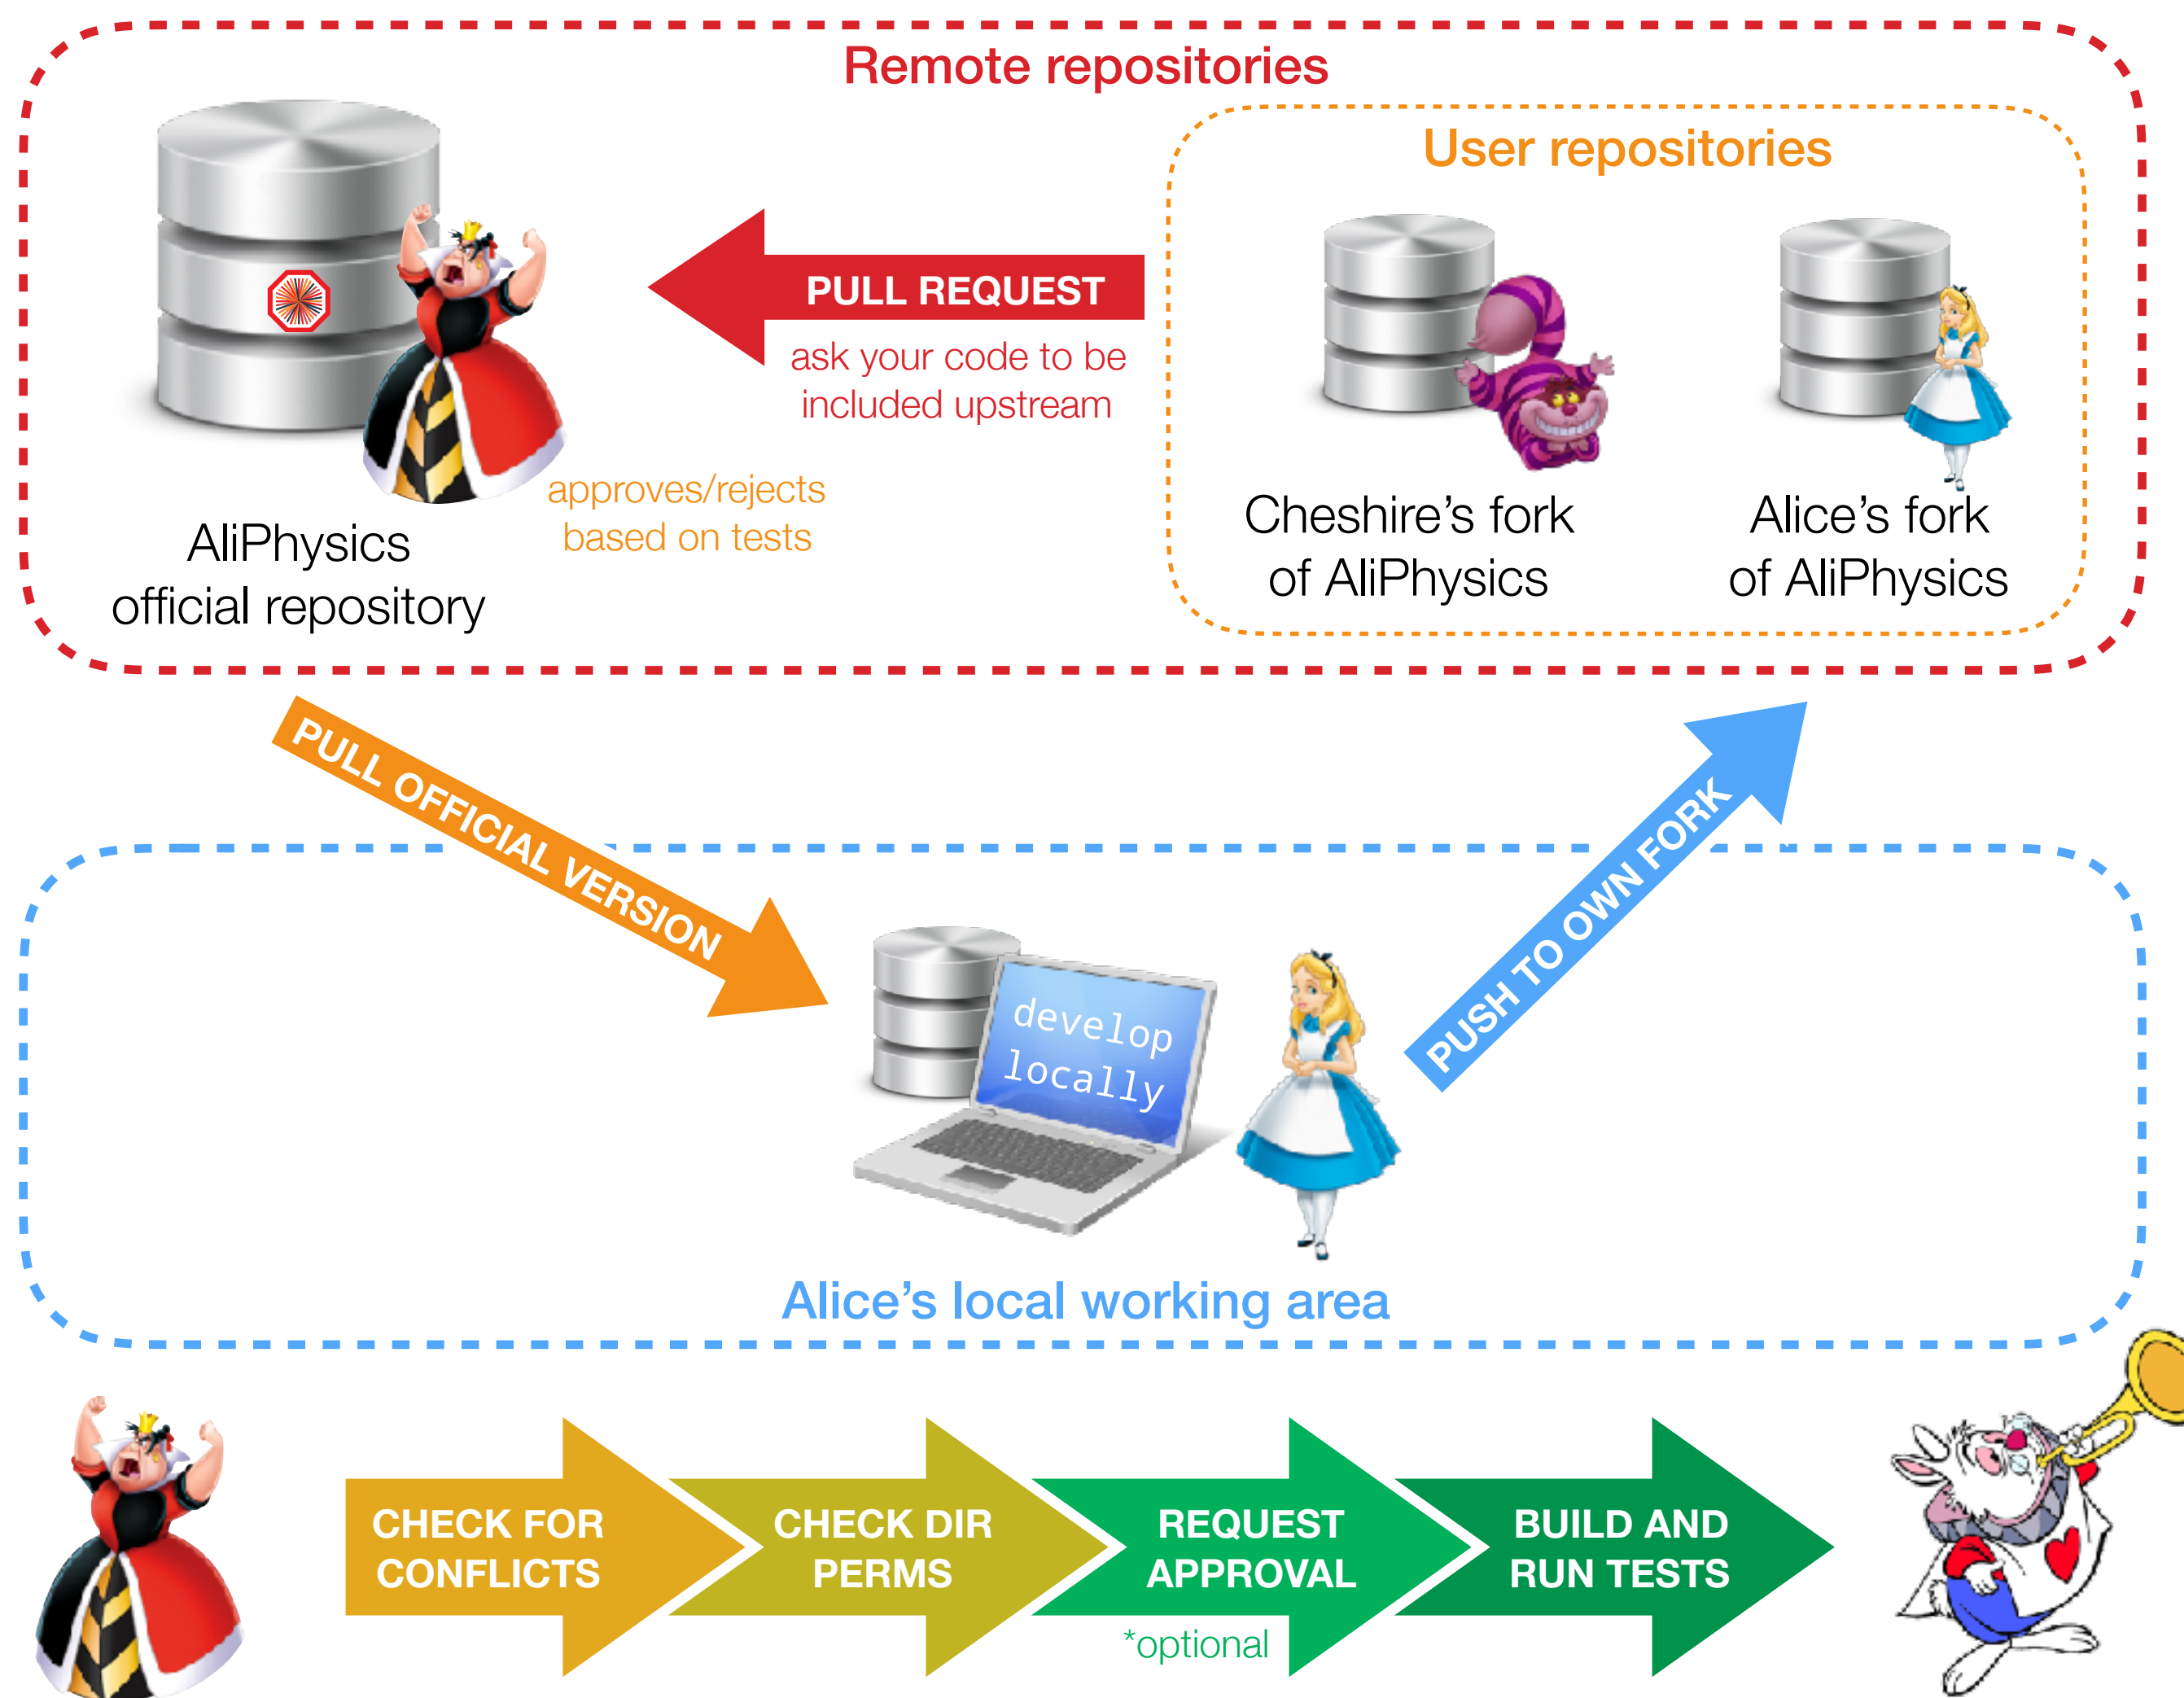 Remote repositories
User repositories
PULL REQUEST
ask your code to be
included upstream
approves/rejects
based on tests
AliPhysics
official repository
Cheshire’s fork
of AliPhysics
Alice’s fork
of AliPhysics
PULL OFFICIAL VERSION
PUSH TO OWN FORK
develop
locally
Alice’s local working area
CHECK FOR
CONFLICTS
CHECK DIR
PERMS
REQUEST
APPROVAL
*optional
BUILD AND
RUN TESTS